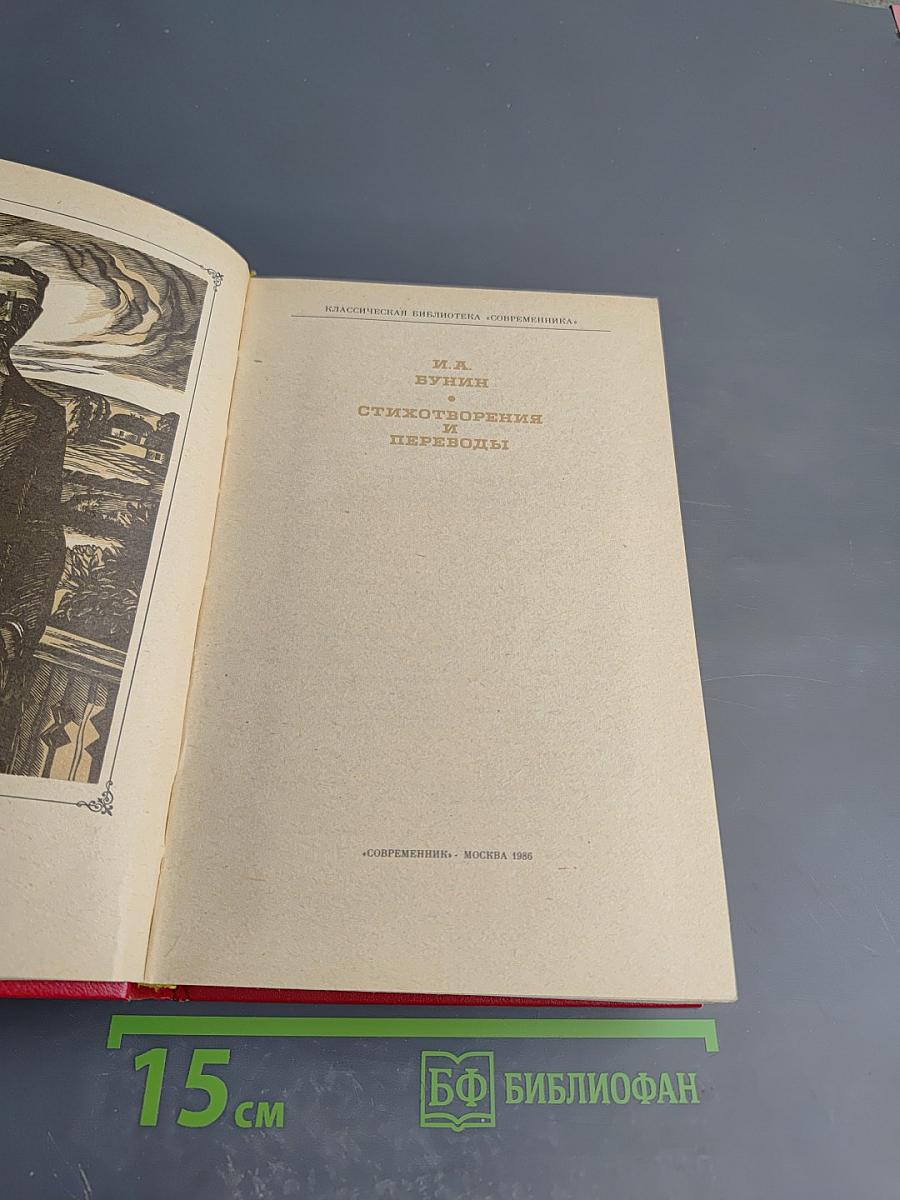 КЛАССИЧЕСКАЯ БИБЛИОТЕКА «СОВРЕМЕННИКА»
И. А.
БУНИН
•
СТИХОТВОРЕНИЯ
И
ПЕРЕВОДЫ
«СОВРЕМЕННИК» · МОСКВА 1986
15 см
БФ БИБЛИОФАН